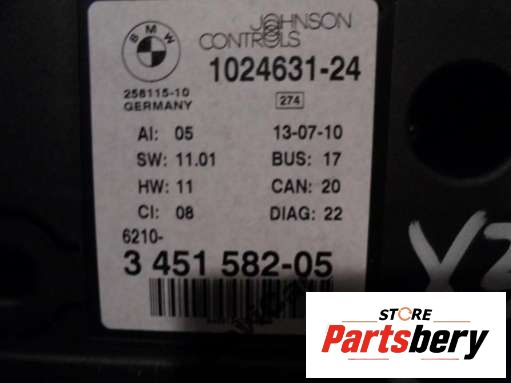 BMW
JOHNSON
CONTROLS
1024631-24
258115-10
GERMANY
274
AI: 05
13-07-10
SW: 11.01
BUS: 17
HW: 11
CAN: 20
CI: 08
DIAG: 22
6210-
3 451 582-05
STORE
Partsbery